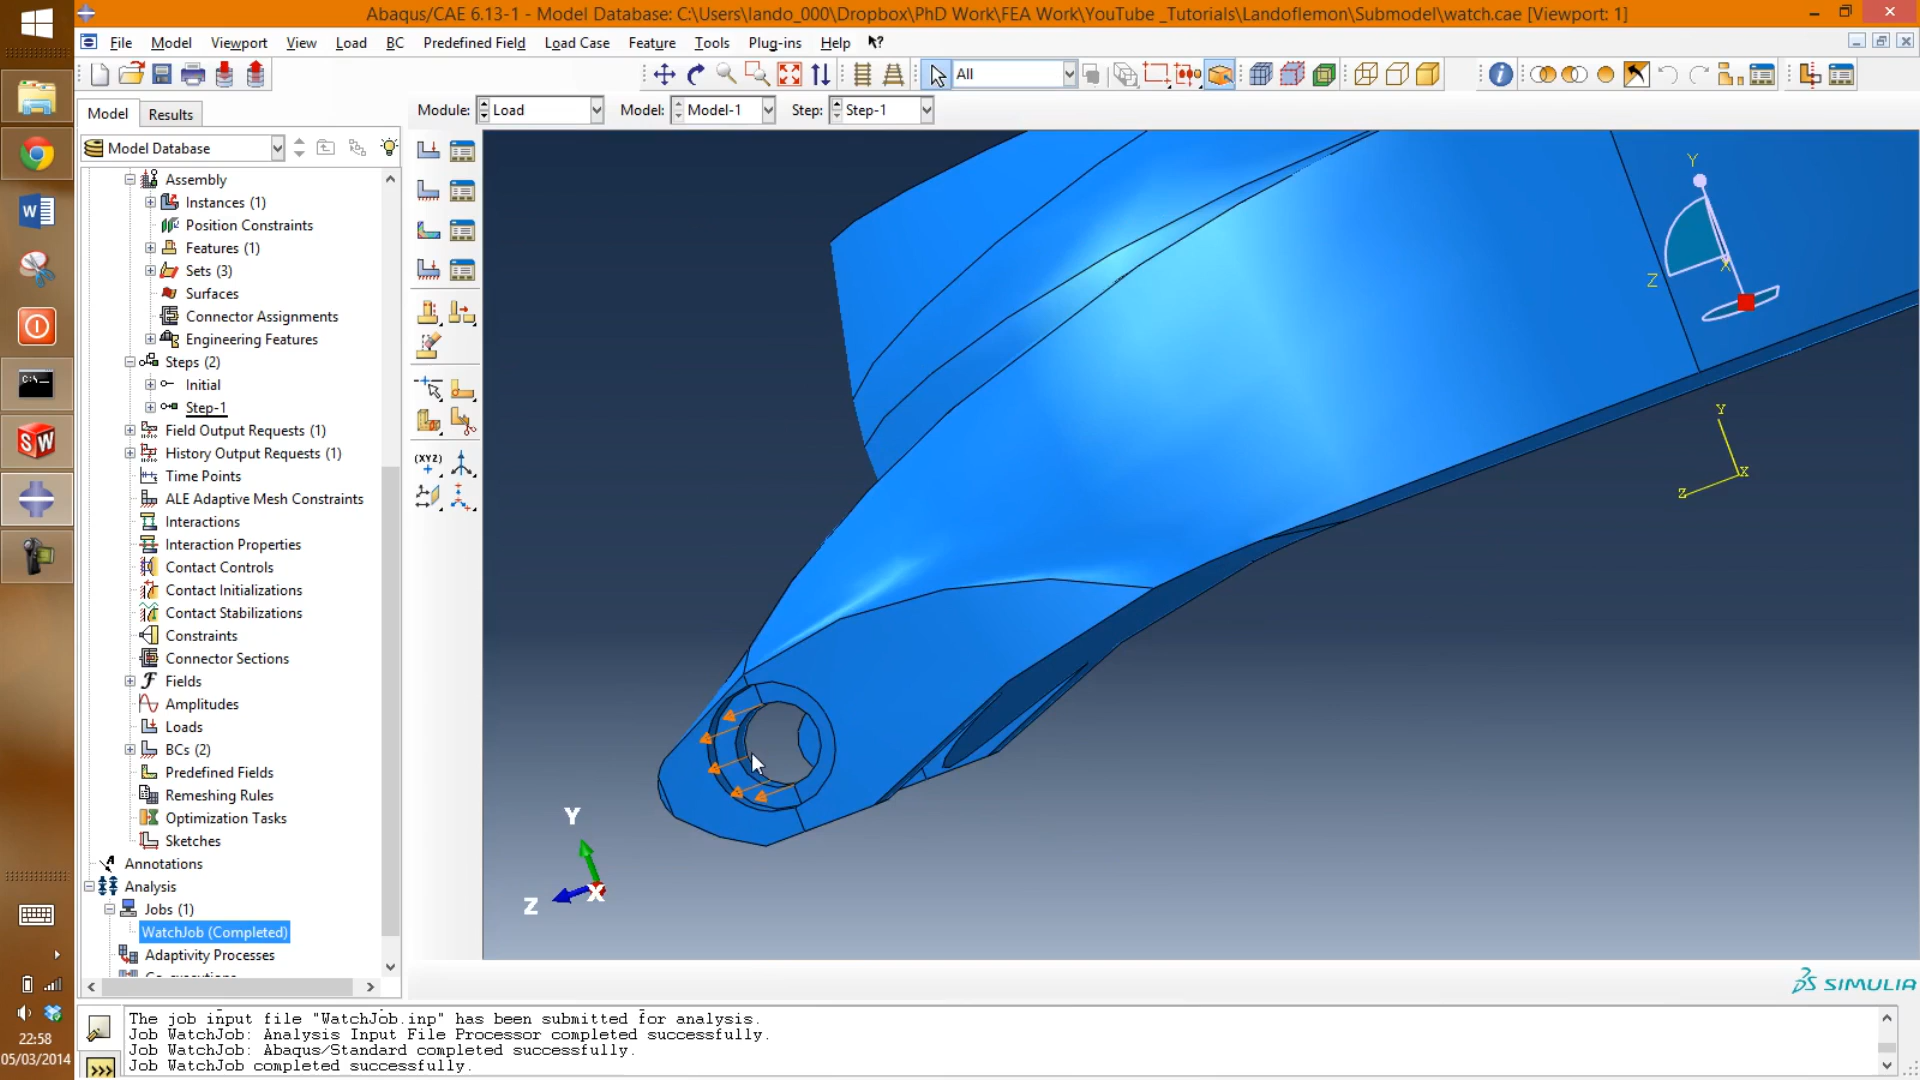 Abaqus/CAE 6.13-1 - Model Database: C:\Users\lando_000\Dropbox\PhD Work\FEA Work\YouTube _Tutorials\Landoflemon\Submodel\watch.cae [Viewport: 1]
File Model Viewport View Load BC Predefined Field Load Case Feature Tools Plug-ins Help
All
Model Results
Module: Load Model: Model-1 Step: Step-1
Model Database
Assembly
Instances (1)
Position Constraints
Features (1)
Sets (3)
Surfaces
Connector Assignments
Engineering Features
Steps (2)
Initial
Step-1
Field Output Requests (1)
History Output Requests (1)
Time Points
ALE Adaptive Mesh Constraints
Interactions
Interaction Properties
Contact Controls
Contact Initializations
Contact Stabilizations
Constraints
Connector Sections
Fields
Amplitudes
Loads
BCs (2)
Predefined Fields
Remeshing Rules
Optimization Tasks
Sketches
Annotations
Analysis
Jobs (1)
WatchJob (Completed)
Adaptivity Processes
(XYZ)
Y
Z
X
Y
X
Z
Y
Z
X
SIMULIA
The job input file "WatchJob.inp" has been submitted for analysis.
Job WatchJob: Analysis Input File Processor completed successfully.
Job WatchJob: Abaqus/Standard completed successfully.
Job WatchJob completed successfully.
>>>
22:58
05/03/2014
C:\
SW
W